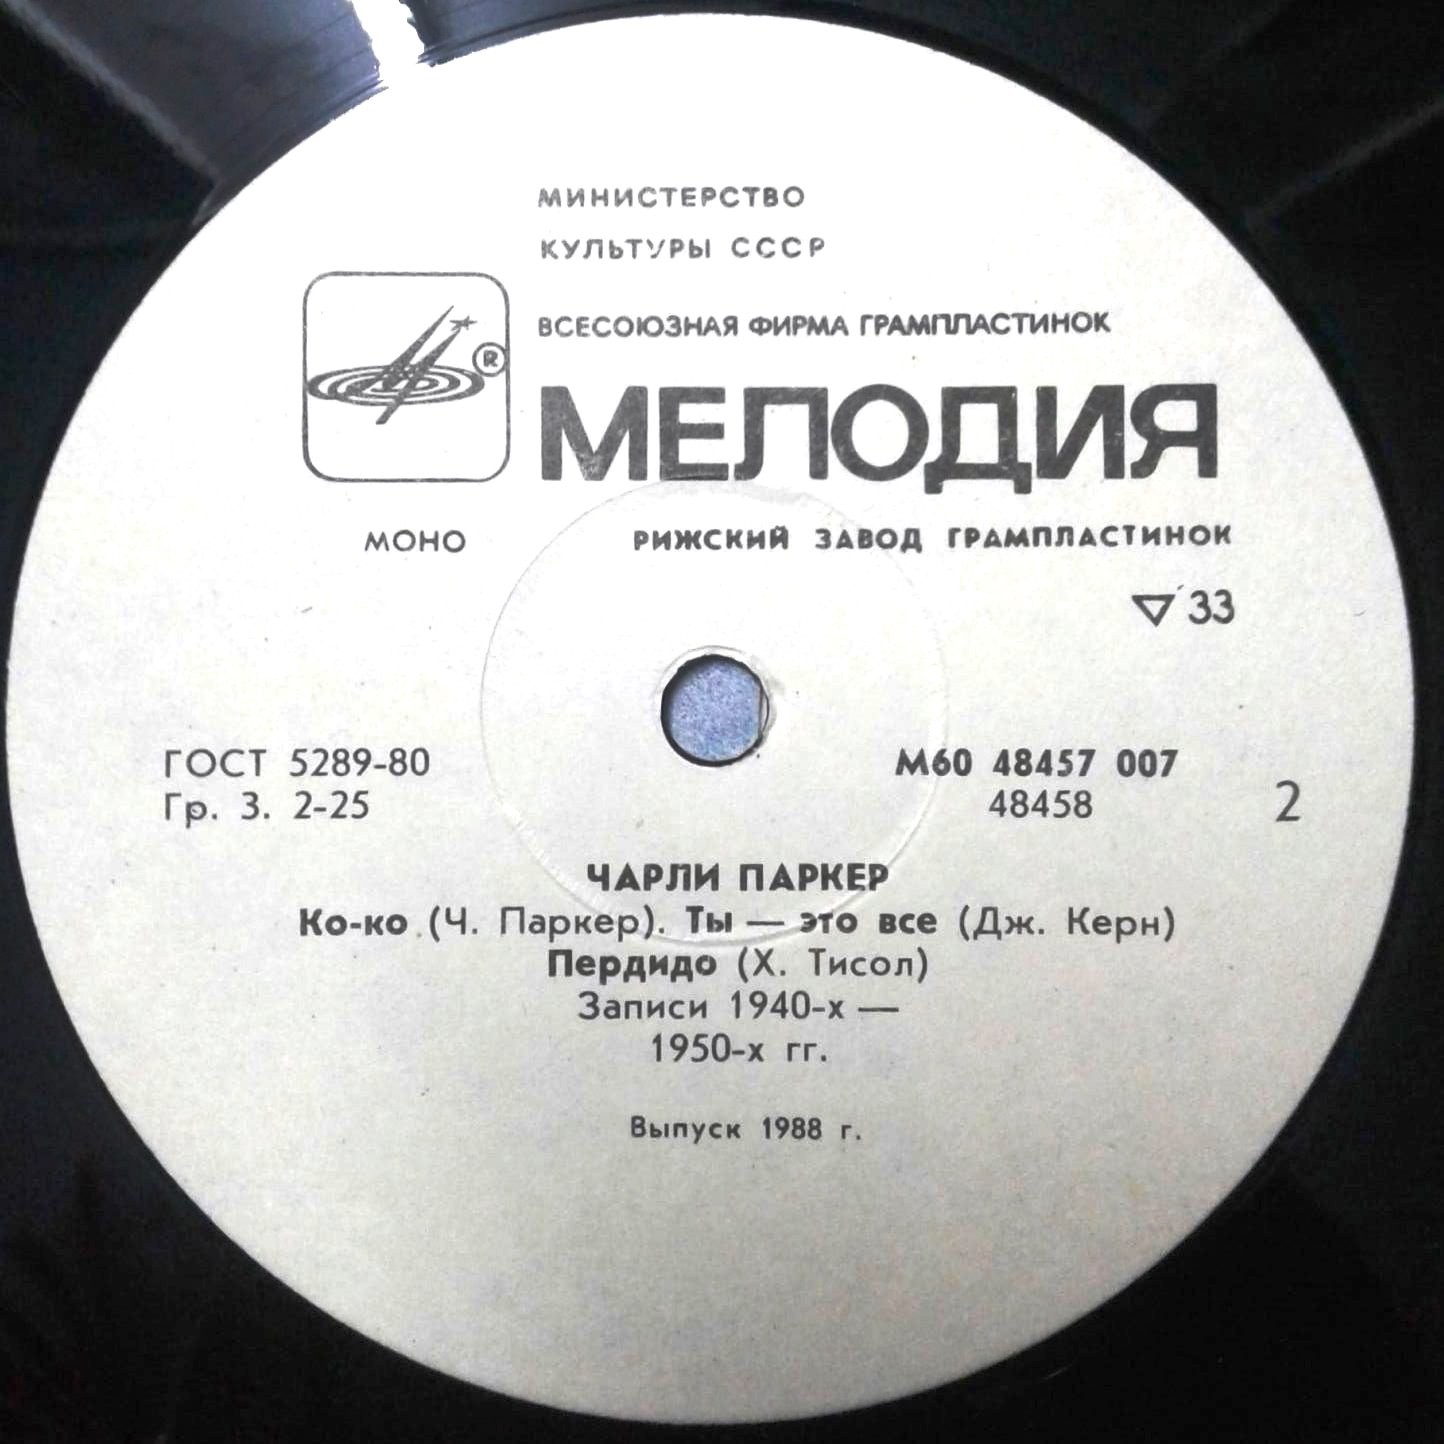 МИНИСТЕРСТВО
КУЛЬТУРЫ СССР
ВСЕСОЮЗНАЯ ФИРМА ГРАМПЛАСТИНОК
®
МЕЛОДИЯ
МОНО РИЖСКИЙ ЗАВОД ГРАМПЛАСТИНОК
▽ 33
ГОСТ 5289-80 М60 48457 007
Гр. 3. 2-25 48458 2
ЧАРЛИ ПАРКЕР
Ко-ко (Ч. Паркер). Ты — это все (Дж. Керн)
Пердидо (Х. Тисол)
Записи 1940-х —
1950-х гг.
Выпуск 1988 г.